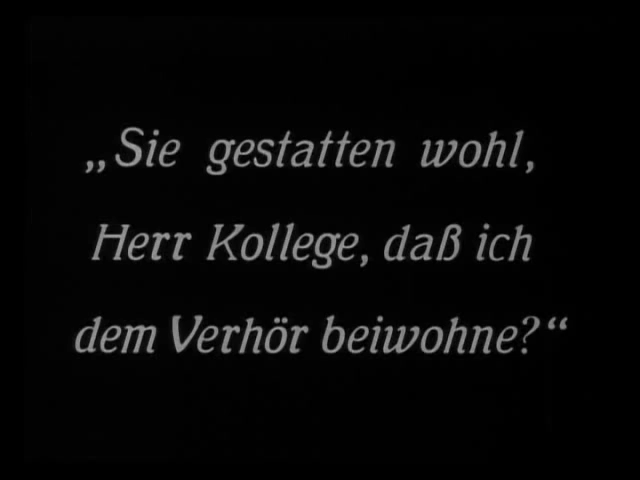 „Sie gestatten wohl,
Herr Kollege, daß ich
dem Verhör beiwohne?“